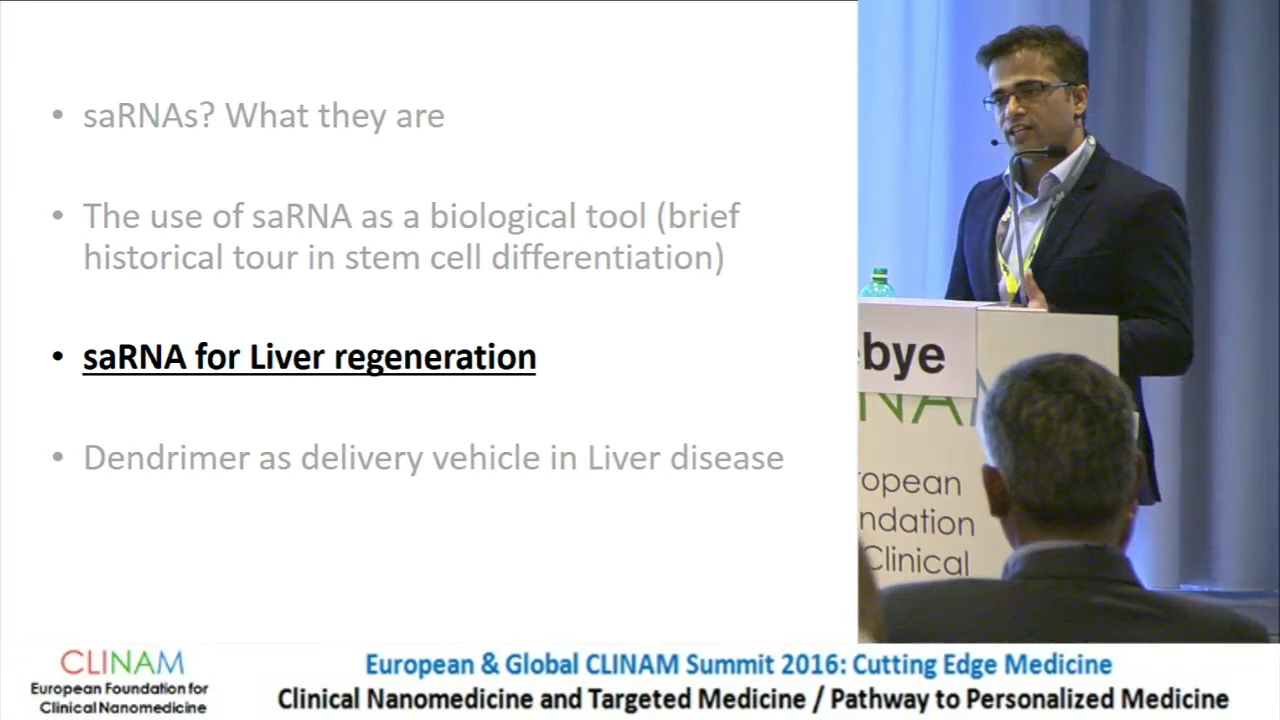 • saRNAs? What they are
• The use of saRNA as a biological tool (brief
historical tour in stem cell differentiation)
• saRNA for Liver regeneration
• Dendrimer as delivery vehicle in Liver disease
bye
NAM
opean
ndation
Clinical
CLINAM
European Foundation for
Clinical Nanomedicine
European & Global CLINAM Summit 2016: Cutting Edge Medicine
Clinical Nanomedicine and Targeted Medicine / Pathway to Personalized Medicine